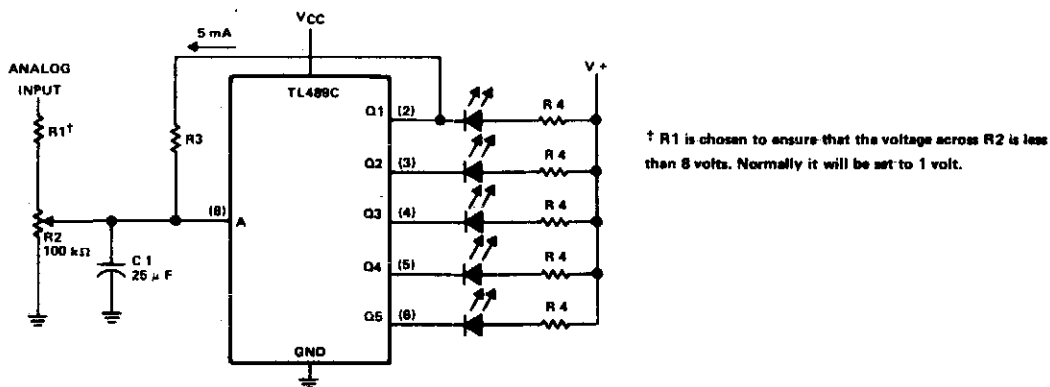 VCC
5 mA
ANALOG
INPUT
R1†
R3
TL489C
V +
Q1 (2)
R 4
Q2 (3)
R 4
(8) A
Q3 (4)
R 4
R2
100 kΩ
C 1
25 μ F
Q4 (5)
R 4
Q5 (6)
R 4
GND
† R1 is chosen to ensure that the voltage across R2 is less
than 8 volts. Normally it will be set to 1 volt.